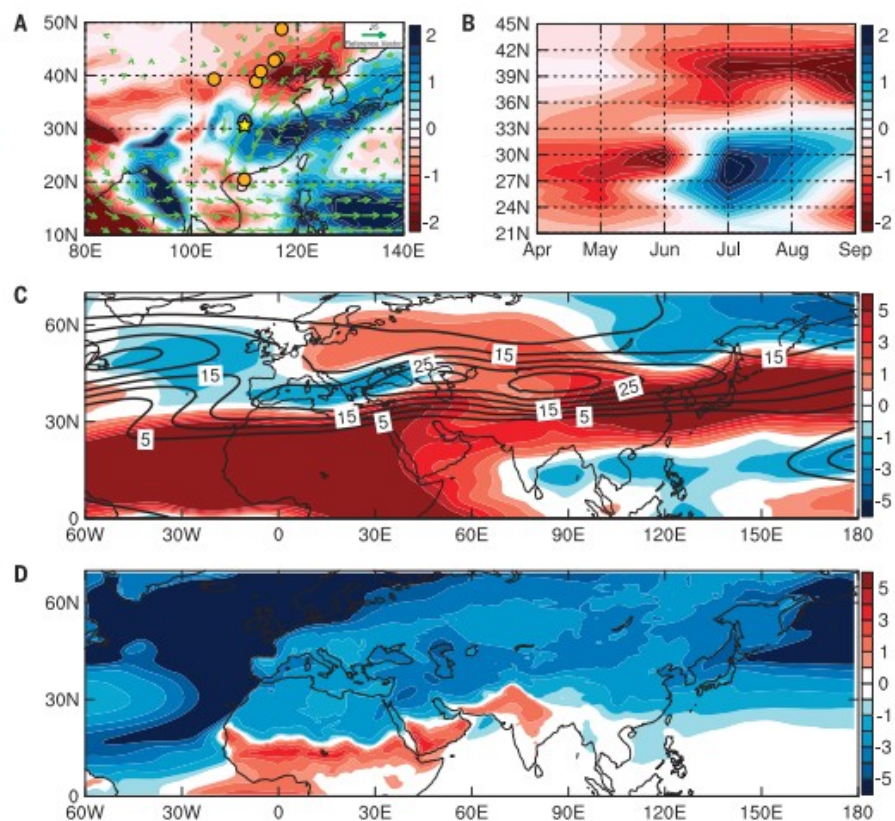 A
50N
40N
30N
20N
10N
80E
100E
120E
140E
Reference Vector
2
1
0
-1
-2
B
45N
42N
39N
36N
33N
30N
27N
24N
21N
Apr
May
Jun
Jul
Aug
Sep
2
1
0
-1
-2
C
60N
30N
0
60W
30W
0
30E
60E
90E
120E
150E
180
15
5
15
25
5
15
5
25
15
5
3
1
0
-1
-3
-5
D
60N
30N
0
60W
30W
0
30E
60E
90E
120E
150E
180
5
3
1
0
-1
-3
-5